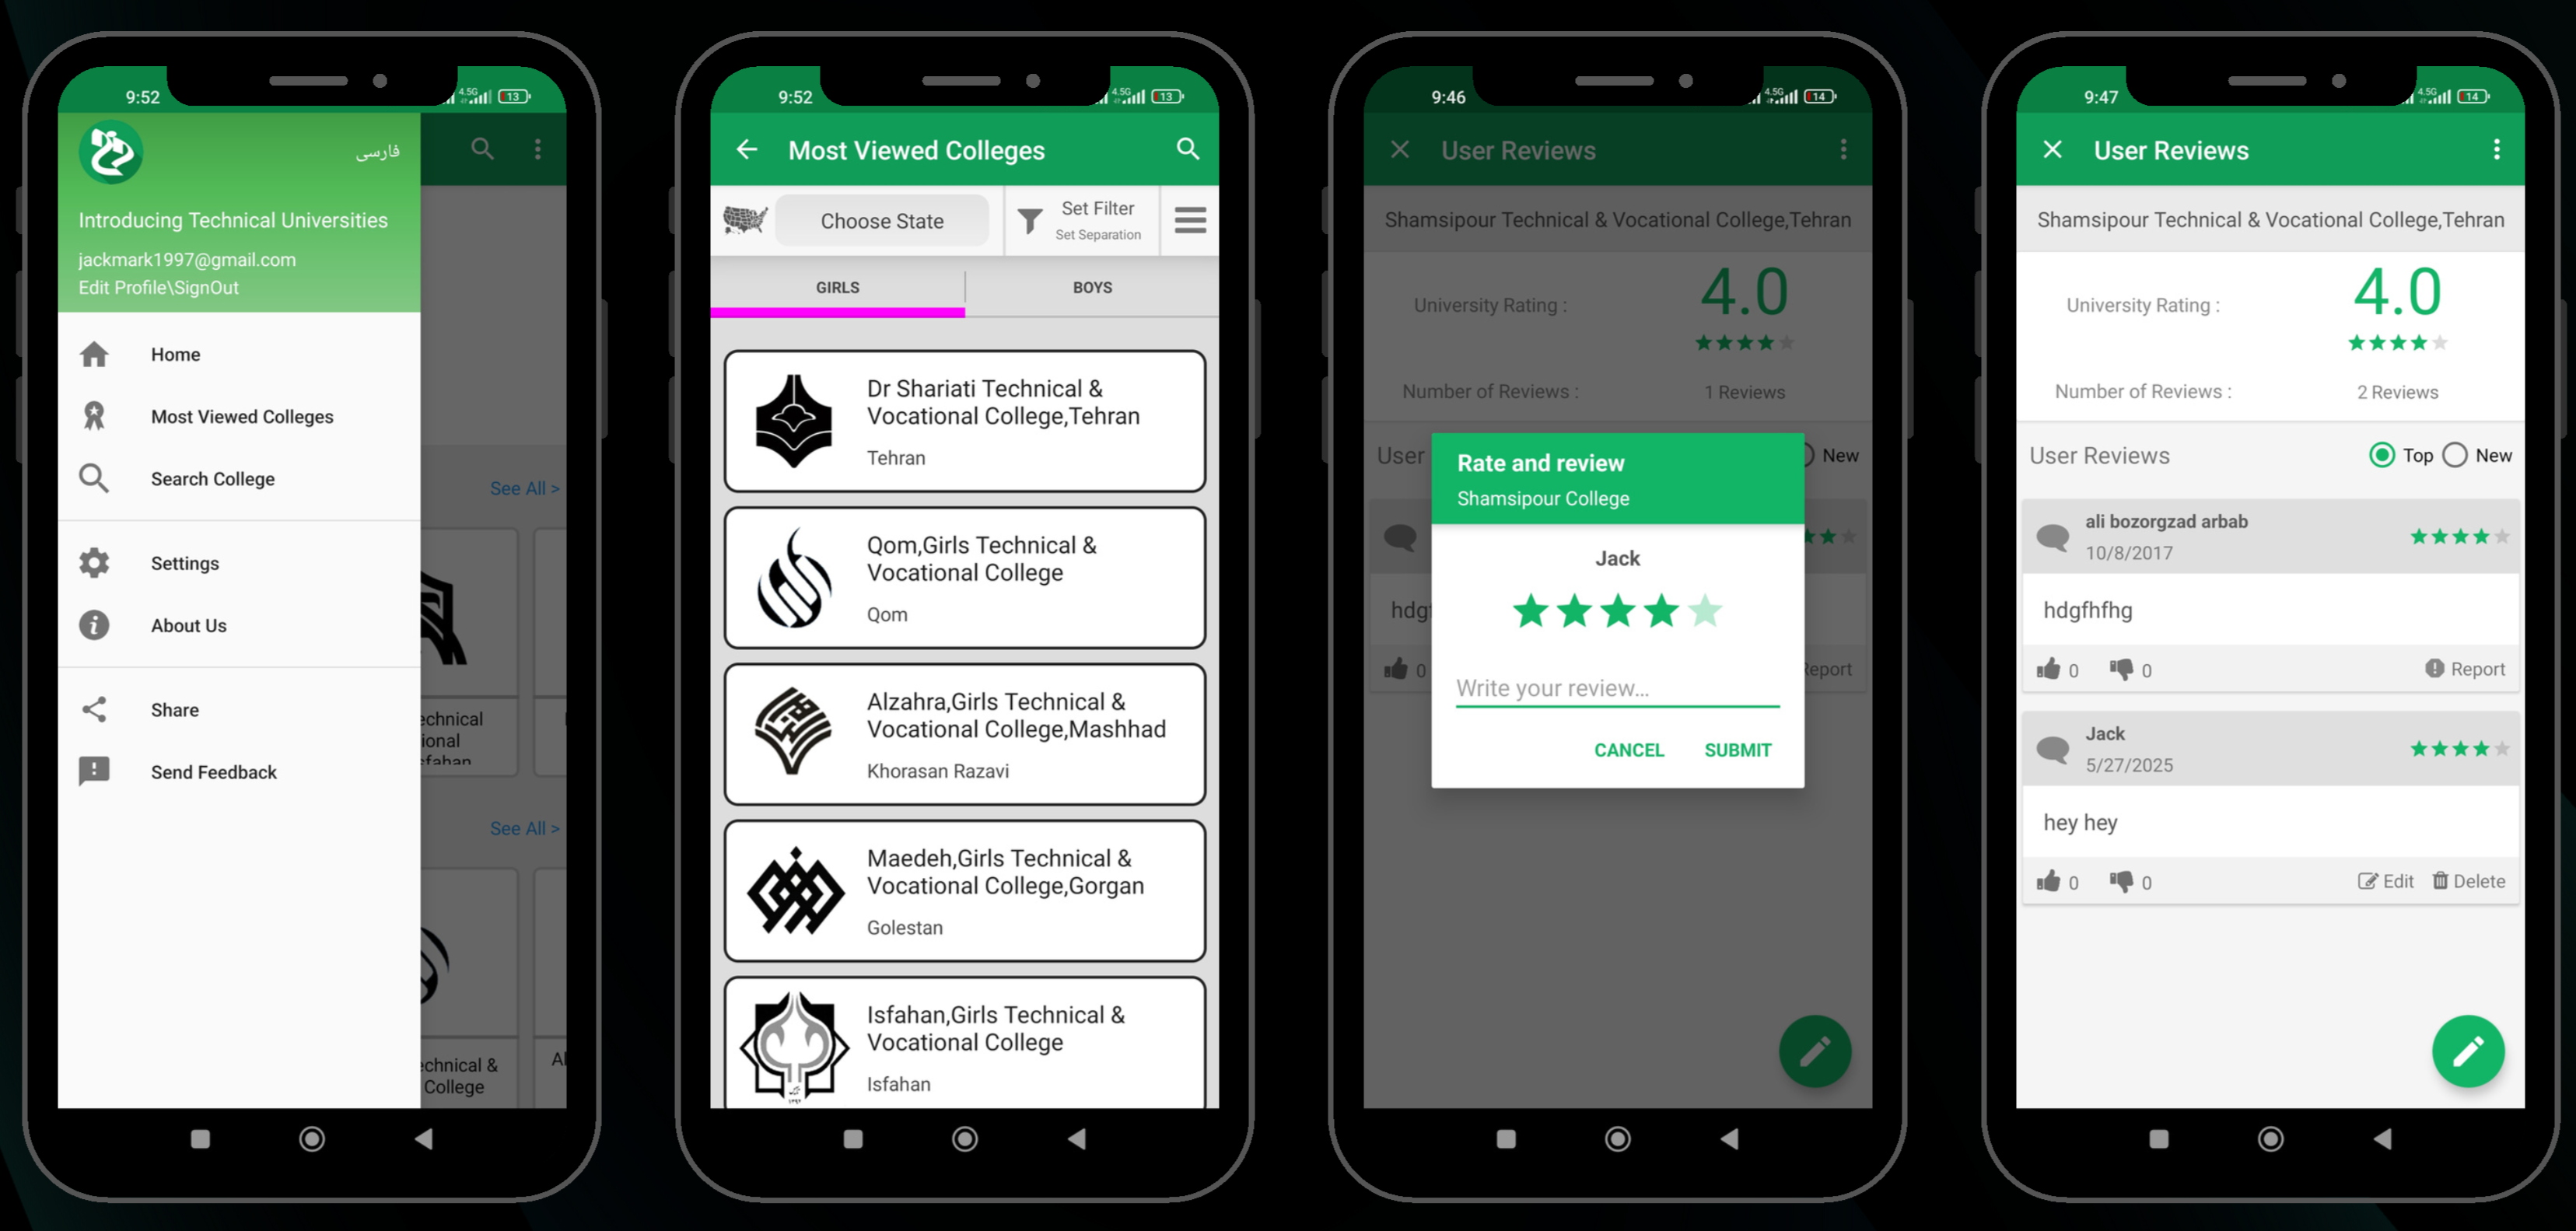 9:52
4.5G
13
فارسی
Introducing Technical Universities
jackmark1997@gmail.com
Edit Profile\SignOut
Home
Most Viewed Colleges
Search College
Settings
About Us
Share
Send Feedback
See All >
echnical
ional
sfahan
See All >
echnical &
College
Al
9:52
4.5G
13
Most Viewed Colleges
Choose State
Set Filter
Set Separation
GIRLS
BOYS
Dr Shariati Technical &
Vocational College,Tehran
Tehran
Qom,Girls Technical &
Vocational College
Qom
Alzahra,Girls Technical &
Vocational College,Mashhad
Khorasan Razavi
Maedeh,Girls Technical &
Vocational College,Gorgan
Golestan
Isfahan,Girls Technical &
Vocational College
Isfahan
9:46
4.5G
14
User Reviews
Shamsipour Technical & Vocational College,Tehran
University Rating :
4.0
Number of Reviews :
1 Reviews
User
New
hdgf
0
Report
Rate and review
Shamsipour College
Jack
Write your review...
CANCEL
SUBMIT
9:47
4.5G
14
User Reviews
Shamsipour Technical & Vocational College,Tehran
University Rating :
4.0
Number of Reviews :
2 Reviews
User Reviews
Top
New
ali bozorgzad arbab
10/8/2017
hdgfhfhg
0
0
Report
Jack
5/27/2025
hey hey
0
0
Edit
Delete